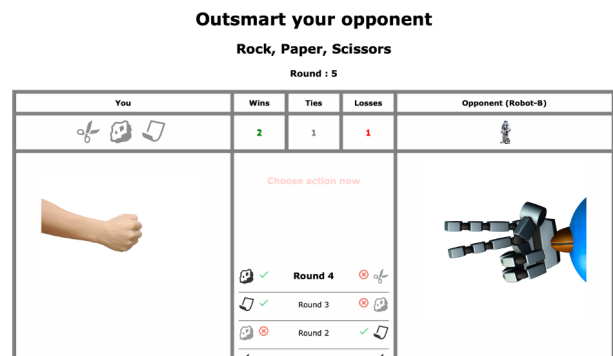 Outsmart your opponent
Rock, Paper, Scissors
Round : 5
You Wins Ties Losses Opponent (Robot-B)
2 1 1
Choose action now
Round 4
Round 3
Round 2